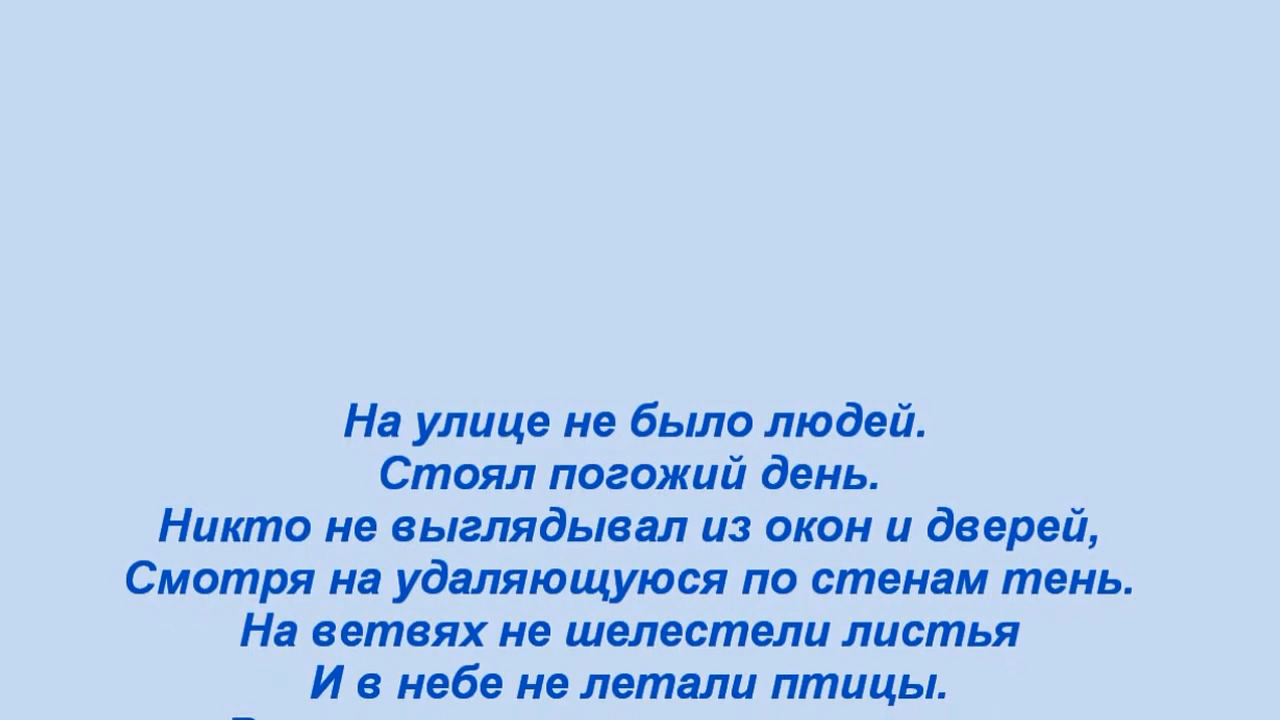 На улице не было людей.
Стоял погожий день.
Никто не выглядывал из окон и дверей,
Смотря на удаляющуюся по стенам тень.
На ветвях не шелестели листья
И в небе не летали птицы.